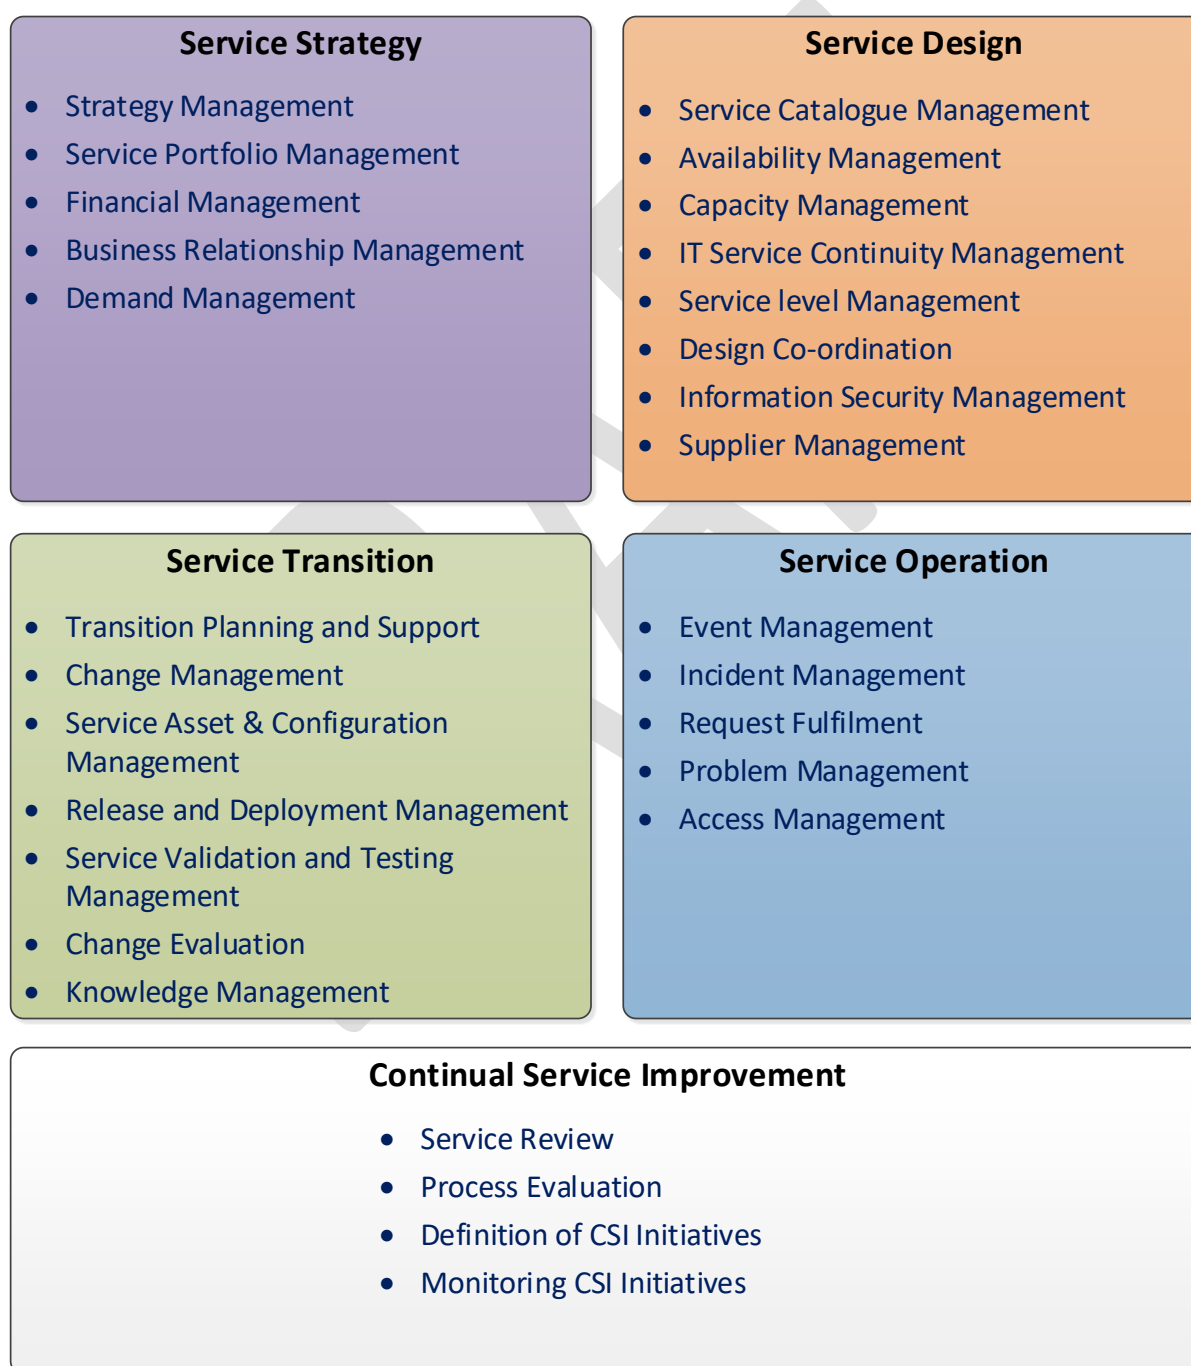 Service Strategy
• Strategy Management
• Service Portfolio Management
• Financial Management
• Business Relationship Management
• Demand Management
Service Design
• Service Catalogue Management
• Availability Management
• Capacity Management
• IT Service Continuity Management
• Service level Management
• Design Co-ordination
• Information Security Management
• Supplier Management
Service Transition
• Transition Planning and Support
• Change Management
• Service Asset & Configuration
Management
• Release and Deployment Management
• Service Validation and Testing
Management
• Change Evaluation
• Knowledge Management
Service Operation
• Event Management
• Incident Management
• Request Fulfilment
• Problem Management
• Access Management
Continual Service Improvement
• Service Review
• Process Evaluation
• Definition of CSI Initiatives
• Monitoring CSI Initiatives